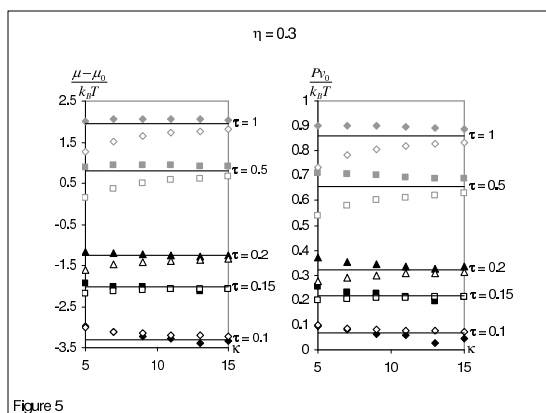 η = 0.3
μ − μ₀
k_BT
2.5
1.5
0.5
-0.5
-1.5
-2.5
-3.5
5
10
15
κ
τ = 1
τ = 0.5
τ = 0.2
τ = 0.15
τ = 0.1
Pv₀
k_BT
1
0.9
0.8
0.7
0.6
0.5
0.4
0.3
0.2
0.1
0
5
10
15
κ
τ = 1
τ = 0.5
τ = 0.2
τ = 0.15
τ = 0.1
Figure 5